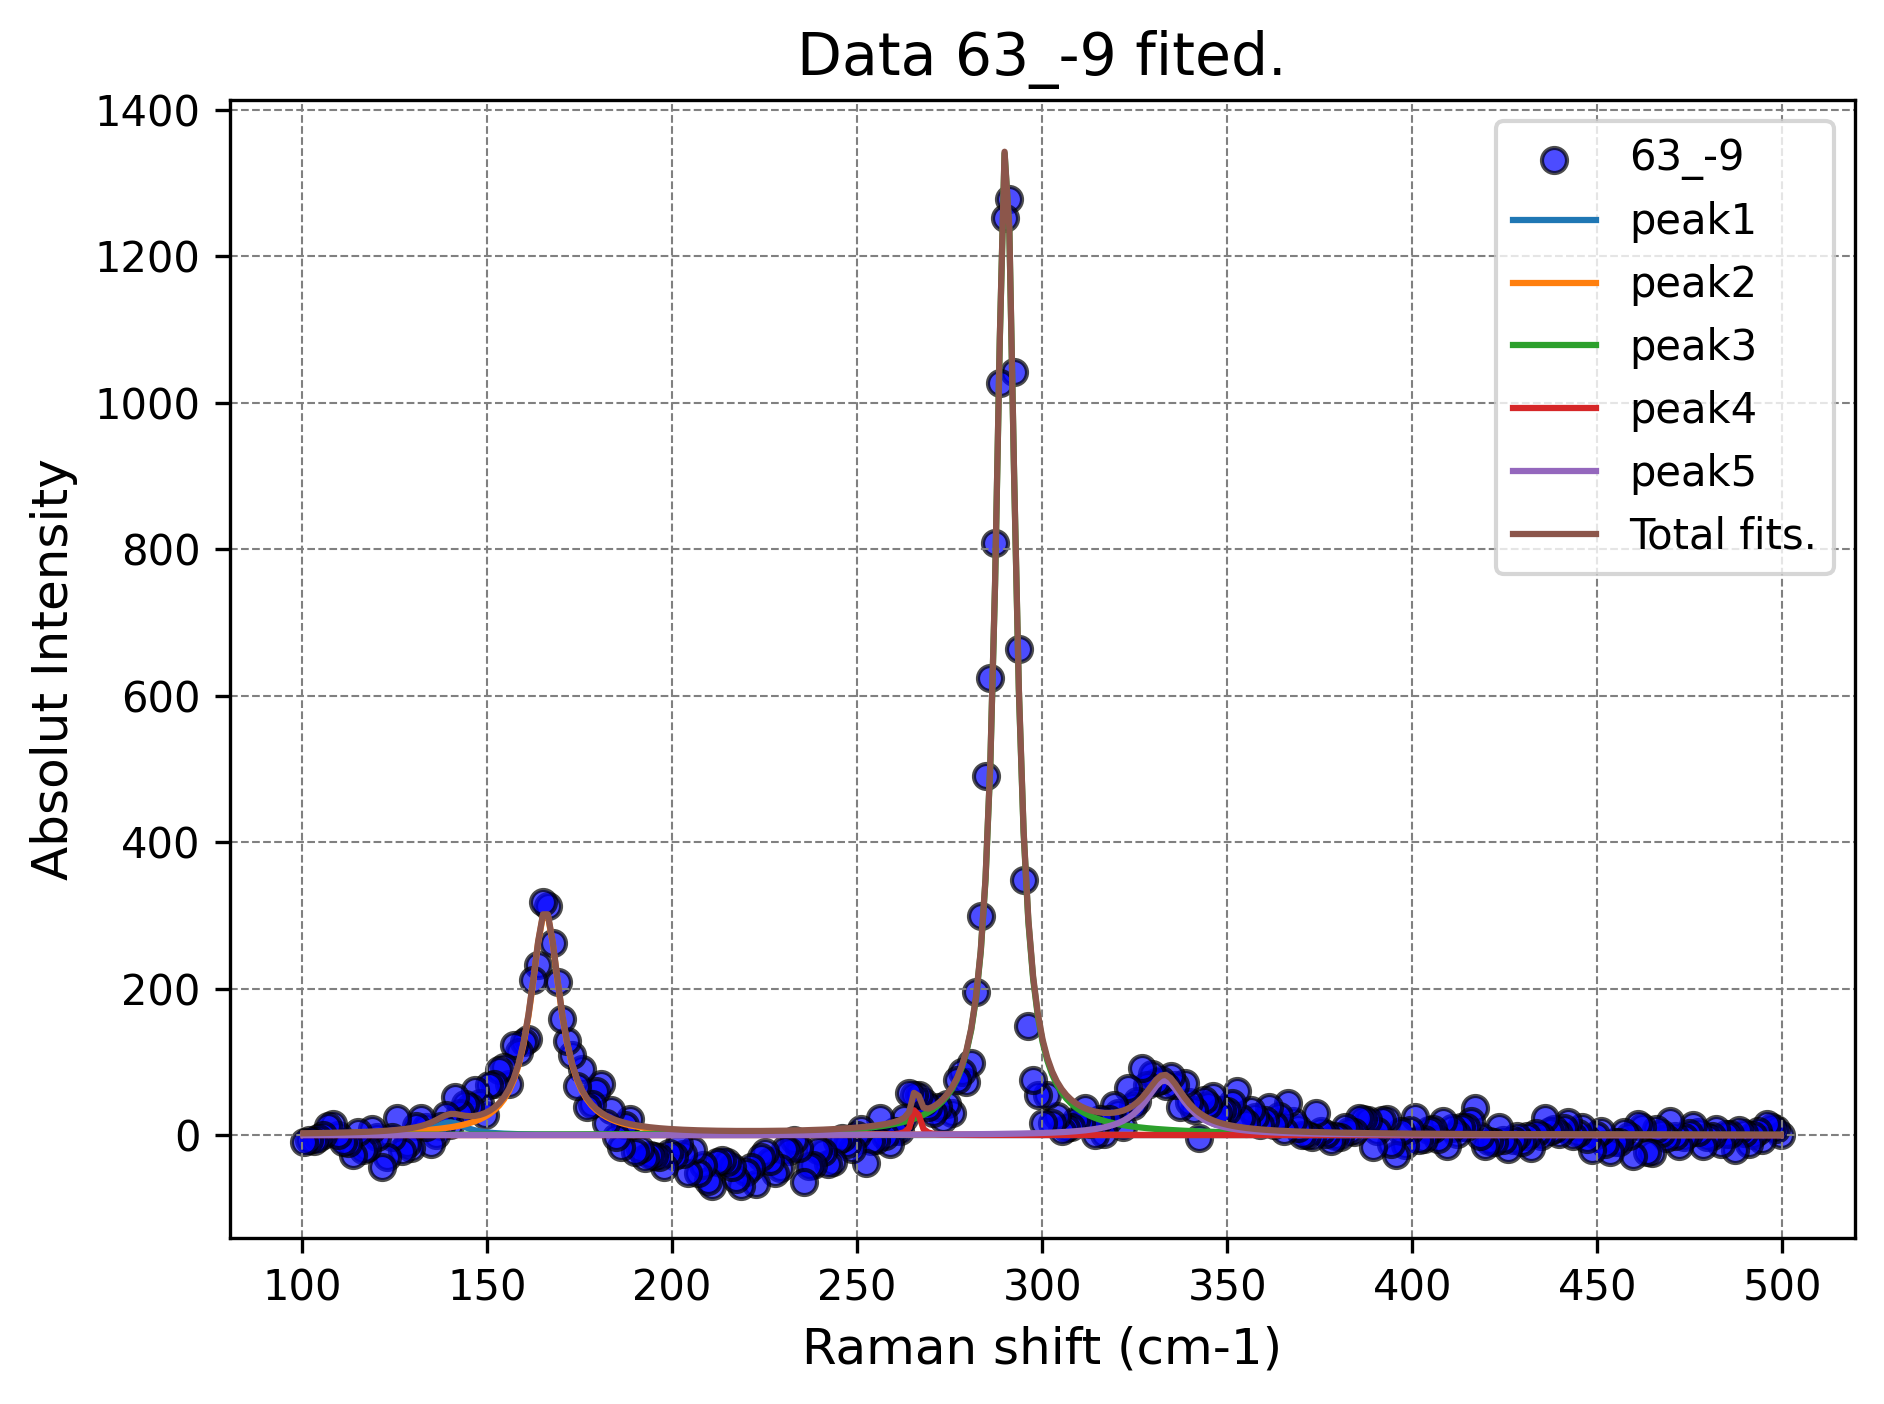 Data 63_-9 fited.
1400
1200
1000
800
600
400
200
0
Absolut Intensity
63_-9
peak1
peak2
peak3
peak4
peak5
Total fits.
100 150 200 250 300 350 400 450 500
Raman shift (cm-1)